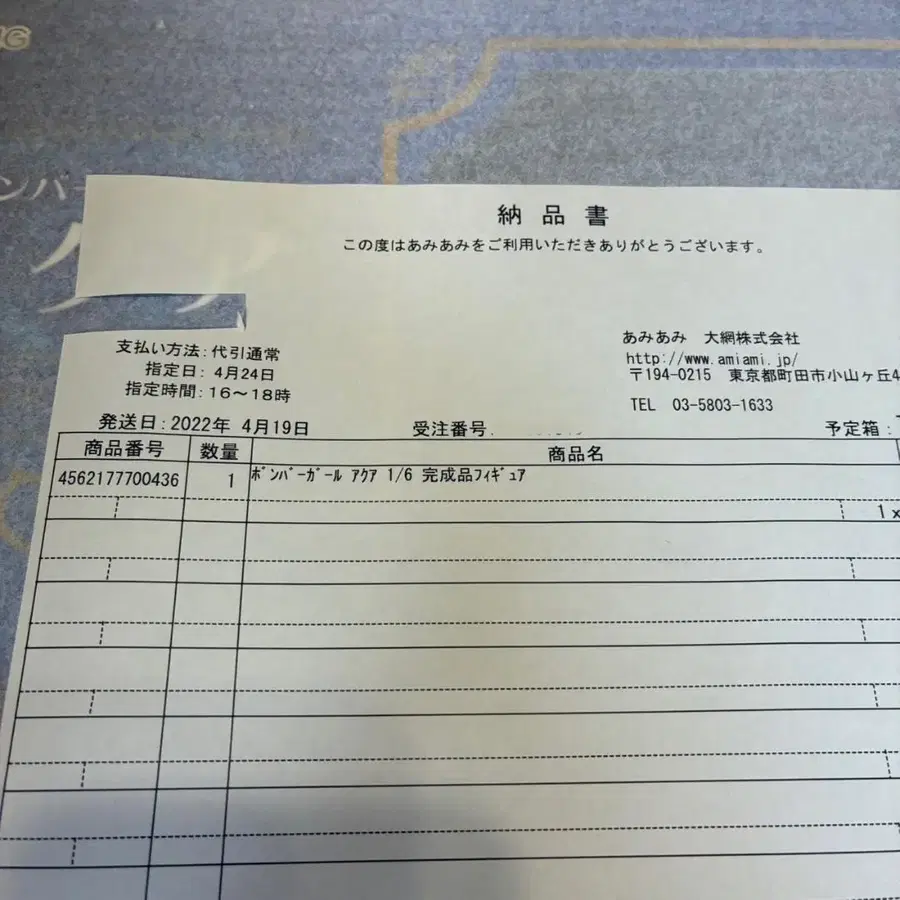 ンバー
納品書
この度はあみあみをご利用いただきありがとうございます。
あみあみ 大網株式会社
http://www.amiami.jp/
〒194-0215 東京都町田市小山ヶ丘4
TEL 03-5803-1633
支払い方法:代引通常
指定日: 4月24日
指定時間:16〜18時
発送日:2022年 4月19日 受注番号: 予定箱:
商品番号 数量 商品名
4562177700436 1 ボンバーガール アクア 1/6 完成品フィギュア
1x